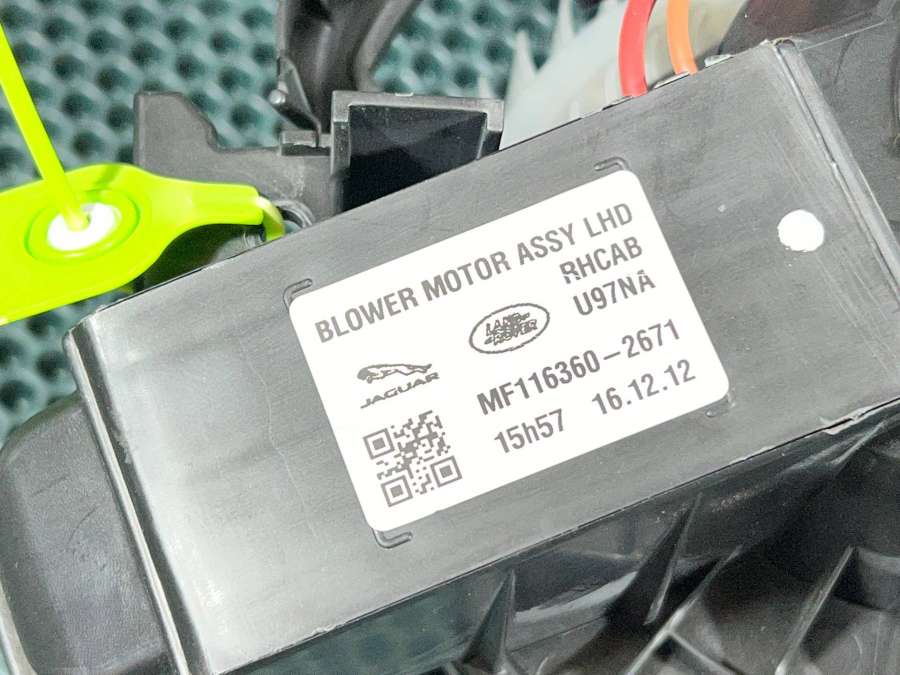 BLOWER MOTOR ASSY LHD
RHCAB
U97NA
LAND ROVER
JAGUAR
MF116360-2671
15h57 16.12.12